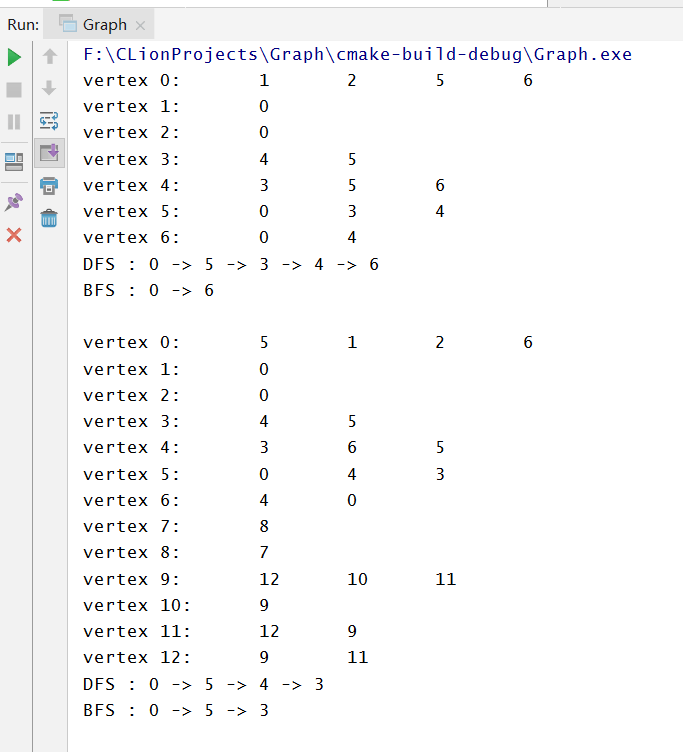 Run: Graph
F:\CLionProjects\Graph\cmake-build-debug\Graph.exe
vertex 0: 1 2 5 6
vertex 1: 0
vertex 2: 0
vertex 3: 4 5
vertex 4: 3 5 6
vertex 5: 0 3 4
vertex 6: 0 4
DFS : 0 -> 5 -> 3 -> 4 -> 6
BFS : 0 -> 6
vertex 0: 5 1 2 6
vertex 1: 0
vertex 2: 0
vertex 3: 4 5
vertex 4: 3 6 5
vertex 5: 0 4 3
vertex 6: 4 0
vertex 7: 8
vertex 8: 7
vertex 9: 12 10 11
vertex 10: 9
vertex 11: 12 9
vertex 12: 9 11
DFS : 0 -> 5 -> 4 -> 3
BFS : 0 -> 5 -> 3